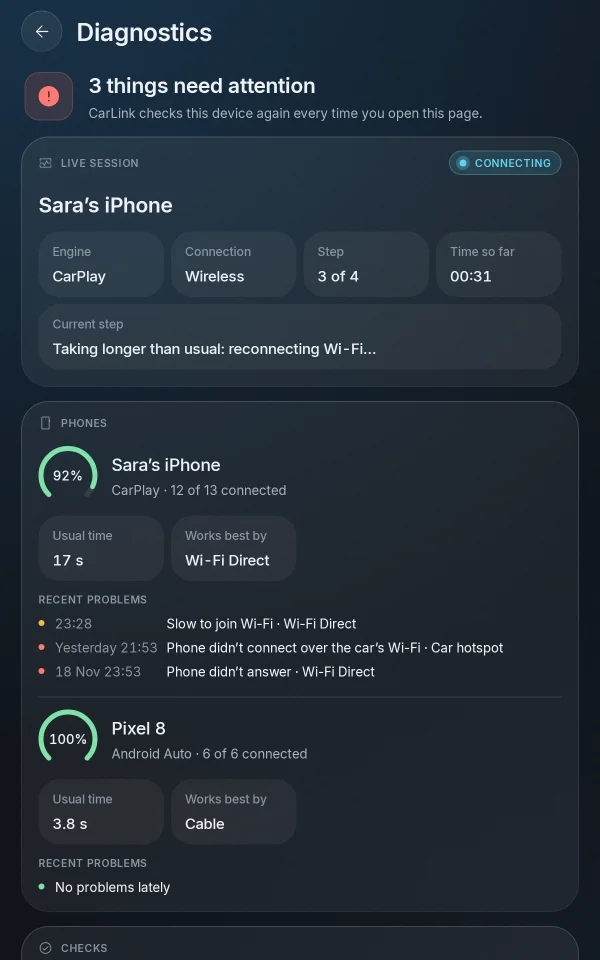 Diagnostics
3 things need attention
CarLink checks this device again every time you open this page.
LIVE SESSION
CONNECTING
Sara’s iPhone
Engine
CarPlay
Connection
Wireless
Step
3 of 4
Time so far
00:31
Current step
Taking longer than usual: reconnecting Wi-Fi…
PHONES
92%
Sara’s iPhone
CarPlay · 12 of 13 connected
Usual time
17 s
Works best by
Wi-Fi Direct
RECENT PROBLEMS
23:28 Slow to join Wi-Fi · Wi-Fi Direct
Yesterday 21:53 Phone didn’t connect over the car’s Wi-Fi · Car hotspot
18 Nov 23:53 Phone didn’t answer · Wi-Fi Direct
100%
Pixel 8
Android Auto · 6 of 6 connected
Usual time
3.8 s
Works best by
Cable
RECENT PROBLEMS
No problems lately
CHECKS